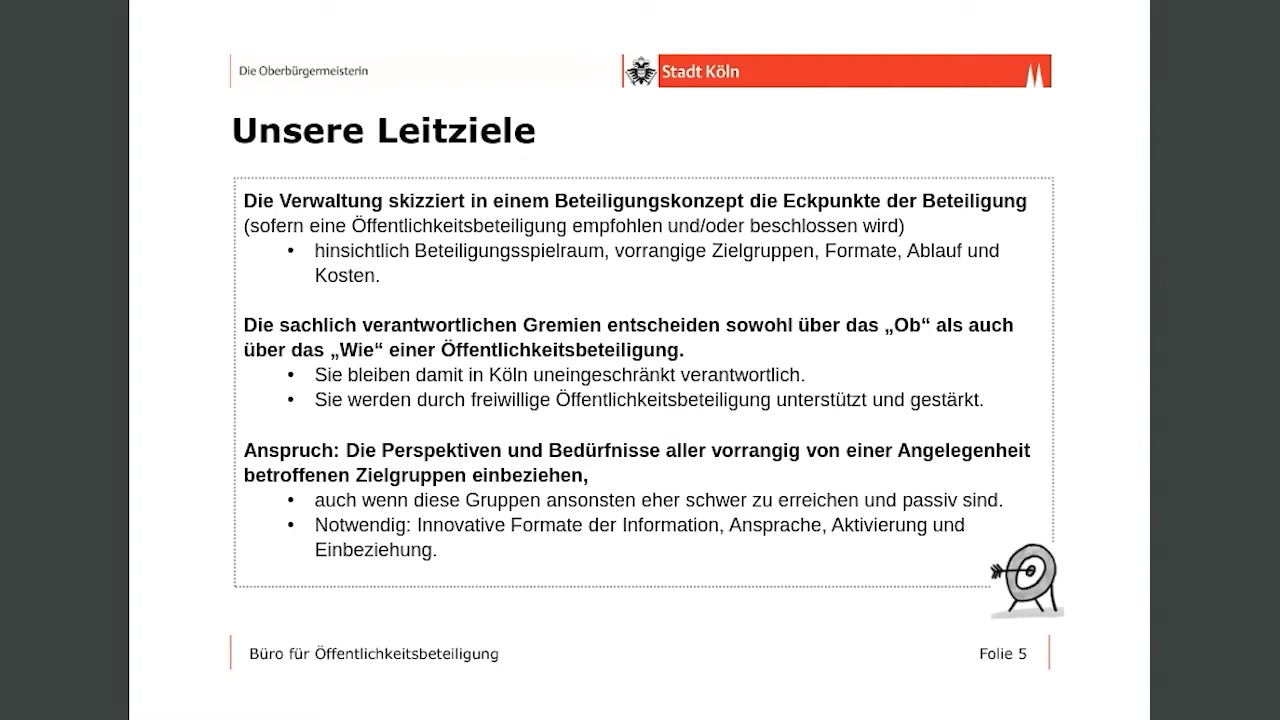 Die Oberbürgermeisterin
Stadt Köln
Unsere Leitziele
Die Verwaltung skizziert in einem Beteiligungskonzept die Eckpunkte der Beteiligung
(sofern eine Öffentlichkeitsbeteiligung empfohlen und/oder beschlossen wird)
• hinsichtlich Beteiligungsspielraum, vorrangige Zielgruppen, Formate, Ablauf und
Kosten.
Die sachlich verantwortlichen Gremien entscheiden sowohl über das „Ob“ als auch
über das „Wie“ einer Öffentlichkeitsbeteiligung.
• Sie bleiben damit in Köln uneingeschränkt verantwortlich.
• Sie werden durch freiwillige Öffentlichkeitsbeteiligung unterstützt und gestärkt.
Anspruch: Die Perspektiven und Bedürfnisse aller vorrangig von einer Angelegenheit
betroffenen Zielgruppen einbeziehen,
• auch wenn diese Gruppen ansonsten eher schwer zu erreichen und passiv sind.
• Notwendig: Innovative Formate der Information, Ansprache, Aktivierung und
Einbeziehung.
Büro für Öffentlichkeitsbeteiligung
Folie 5